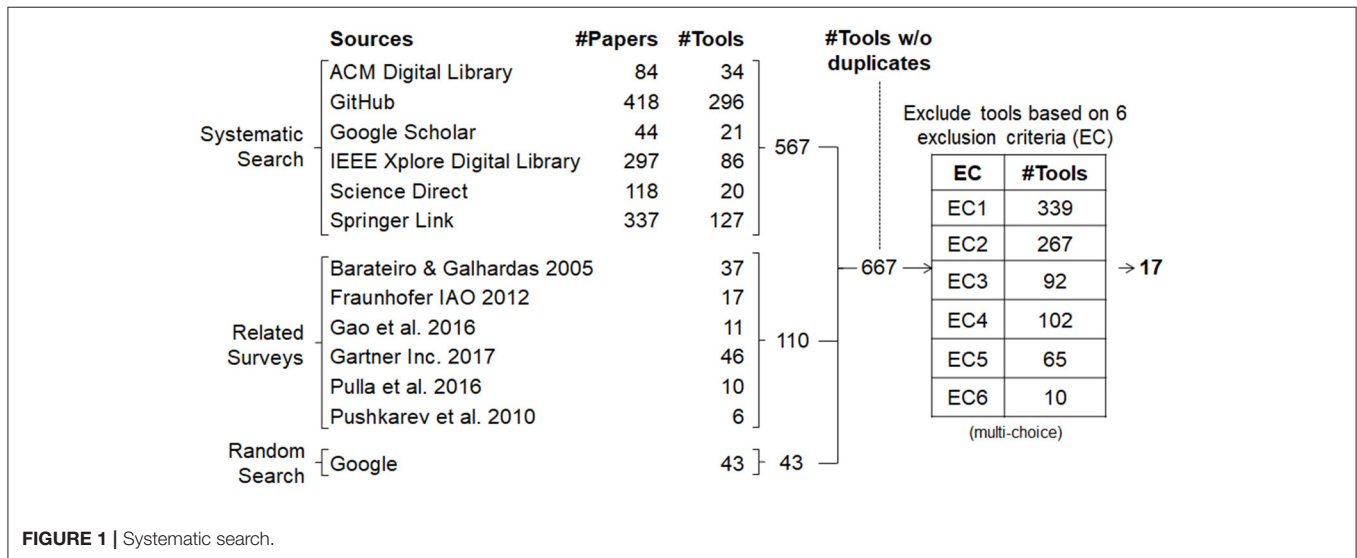 Sources #Papers #Tools
#Tools w/o
duplicates
Systematic
Search
ACM Digital Library 84 34
GitHub 418 296
Google Scholar 44 21
IEEE Xplore Digital Library 297 86
Science Direct 118 20
Springer Link 337 127
567
Related
Surveys
Barateiro & Galhardas 2005 37
Fraunhofer IAO 2012 17
Gao et al. 2016 11
Gartner Inc. 2017 46
Pulla et al. 2016 10
Pushkarev et al. 2010 6
110
Random
Search
Google 43
43
667
Exclude tools based on 6
exclusion criteria (EC)
EC #Tools
EC1 339
EC2 267
EC3 92
EC4 102
EC5 65
EC6 10
(multi-choice)
17
FIGURE 1 | Systematic search.